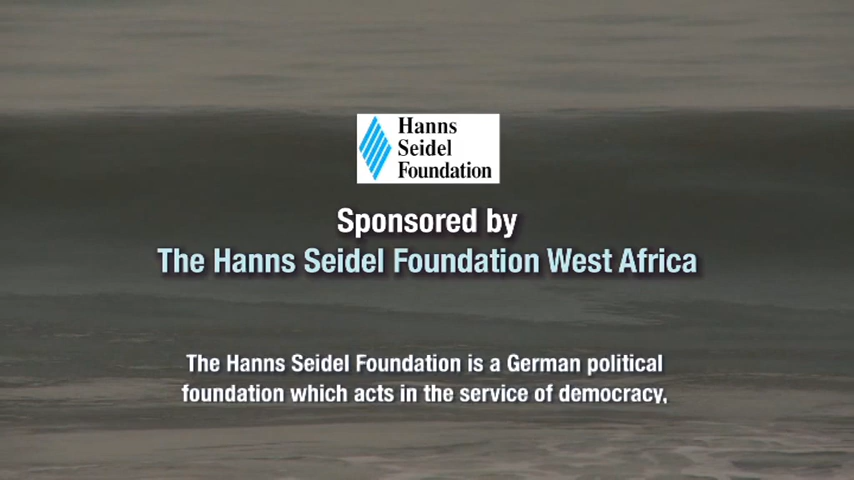 Hanns
Seidel
Foundation
Sponsored by
The Hanns Seidel Foundation West Africa
The Hanns Seidel Foundation is a German political
foundation which acts in the service of democracy,